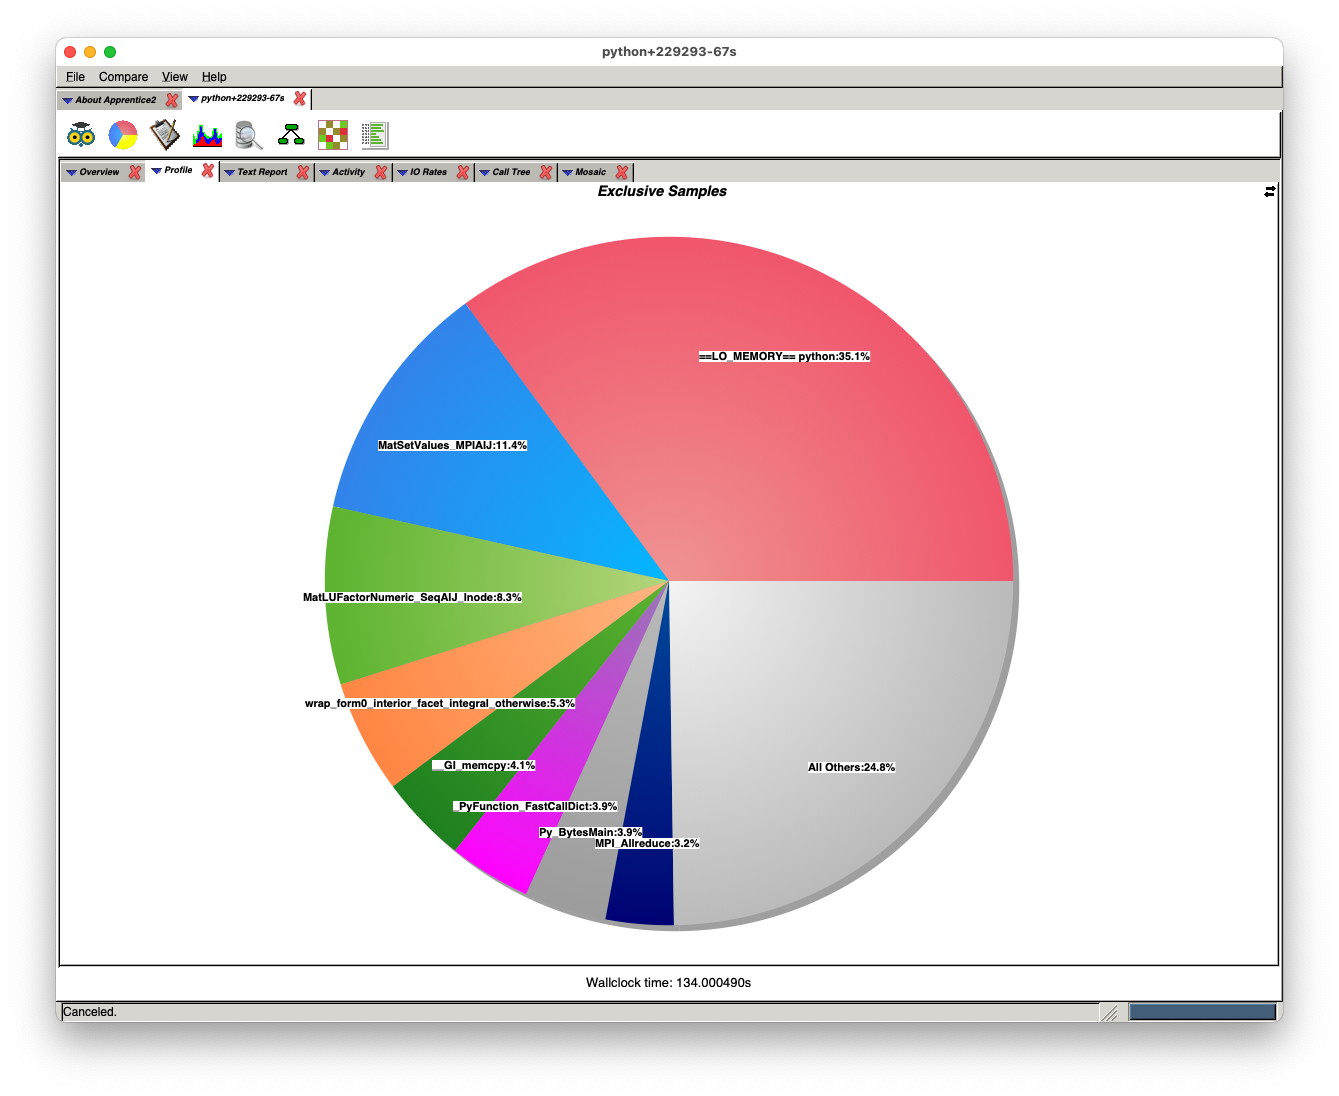 python+229293-67s
File Compare View Help
About Apprentice2 python+229293-67s
Overview Profile Text Report Activity IO Rates Call Tree Mosaic
Exclusive Samples
==LO_MEMORY== python:35.1%
MatSetValues_MPIAIJ:11.4%
MatLUFactorNumeric_SeqAIJ_Inode:8.3%
wrap_form0_interior_facet_integral_otherwise:5.3%
__GI_memcpy:4.1%
All Others:24.8%
_PyFunction_FastCallDict:3.9%
Py_BytesMain:3.9%
MPI_Allreduce:3.2%
Wallclock time: 134.000490s
Canceled.